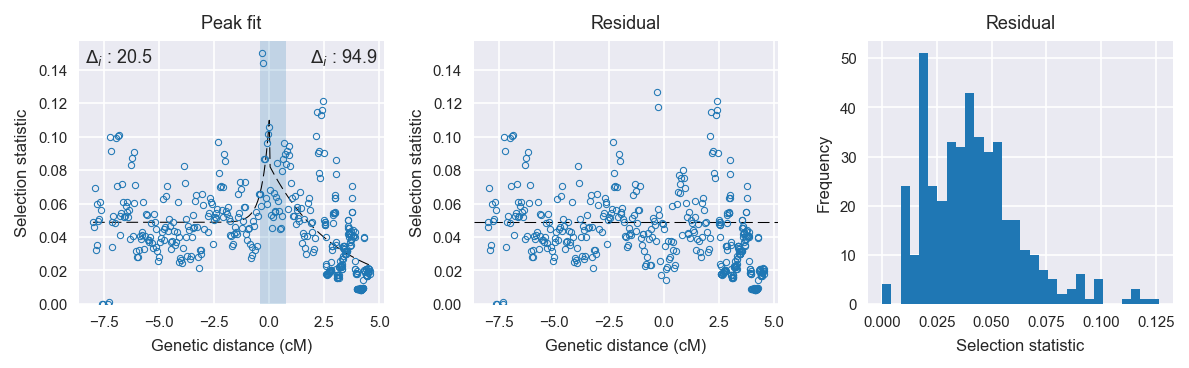 Peak fit
Δi : 20.5
Δi : 94.9
Selection statistic
0.14
0.12
0.10
0.08
0.06
0.04
0.02
0.00
−7.5 −5.0 −2.5 0.0 2.5 5.0
Genetic distance (cM)
Residual
Selection statistic
0.14
0.12
0.10
0.08
0.06
0.04
0.02
0.00
−7.5 −5.0 −2.5 0.0 2.5 5.0
Genetic distance (cM)
Residual
Frequency
50
40
30
20
10
0
0.000 0.025 0.050 0.075 0.100 0.125
Selection statistic